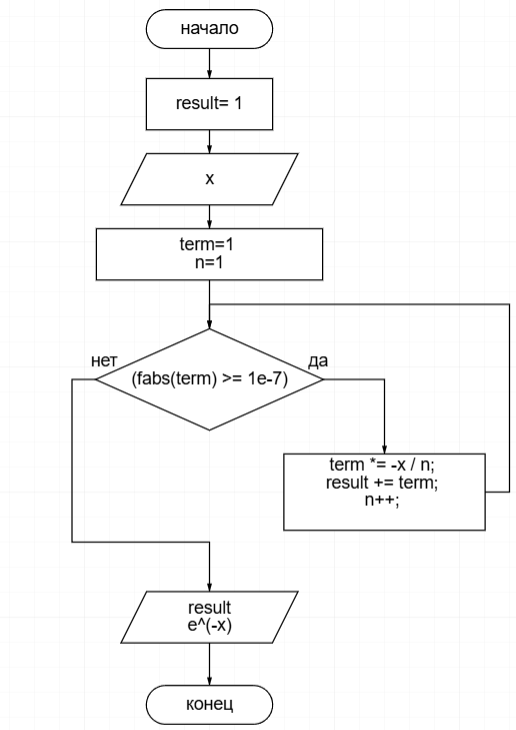 начало
result= 1
x
term=1
n=1
нет
да
(fabs(term) >= 1e-7)
term *= -x / n;
result += term;
n++;
result
e^(-x)
конец